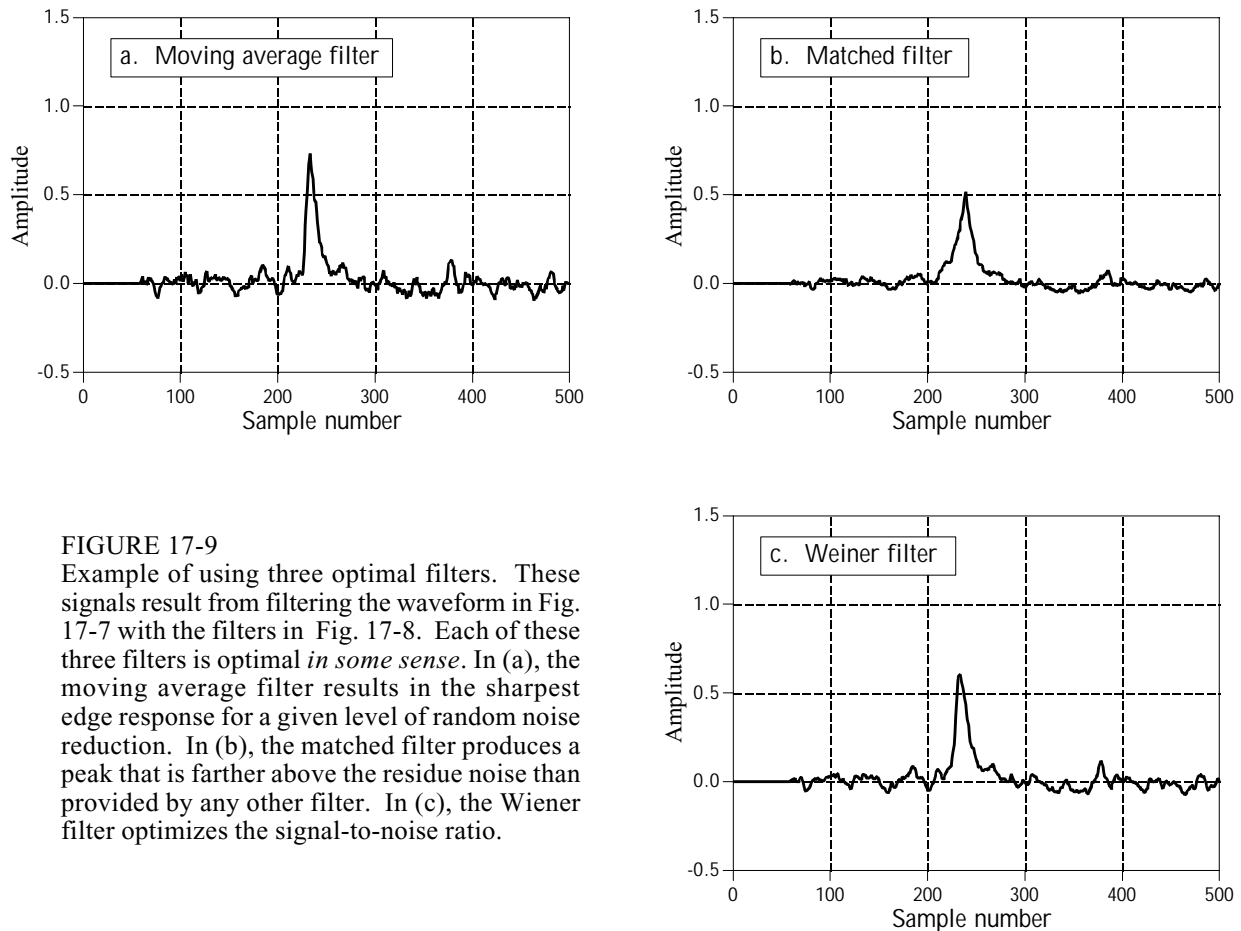 1.5
a. Moving average filter
1.0
0.5
0.0
-0.5
0 100 200 300 400 500
Sample number
Amplitude
1.5
b. Matched filter
1.0
0.5
0.0
-0.5
0 100 200 300 400 500
Sample number
Amplitude
FIGURE 17-9
Example of using three optimal filters. These
signals result from filtering the waveform in Fig.
17-7 with the filters in Fig. 17-8. Each of these
three filters is optimal in some sense. In (a), the
moving average filter results in the sharpest
edge response for a given level of random noise
reduction. In (b), the matched filter produces a
peak that is farther above the residue noise than
provided by any other filter. In (c), the Wiener
filter optimizes the signal-to-noise ratio.
1.5
c. Weiner filter
1.0
0.5
0.0
-0.5
0 100 200 300 400 500
Sample number
Amplitude